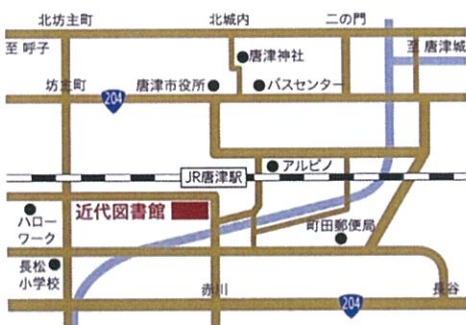 北坊主町
北城内
二の門
至 呼子
至 唐津城
唐津神社
坊主町
唐津市役所
バスセンター
204
JR唐津駅
アルピノ
近代図書館
ハロー
ワーク
町田郵便局
長松
小学校
赤川
長谷
204